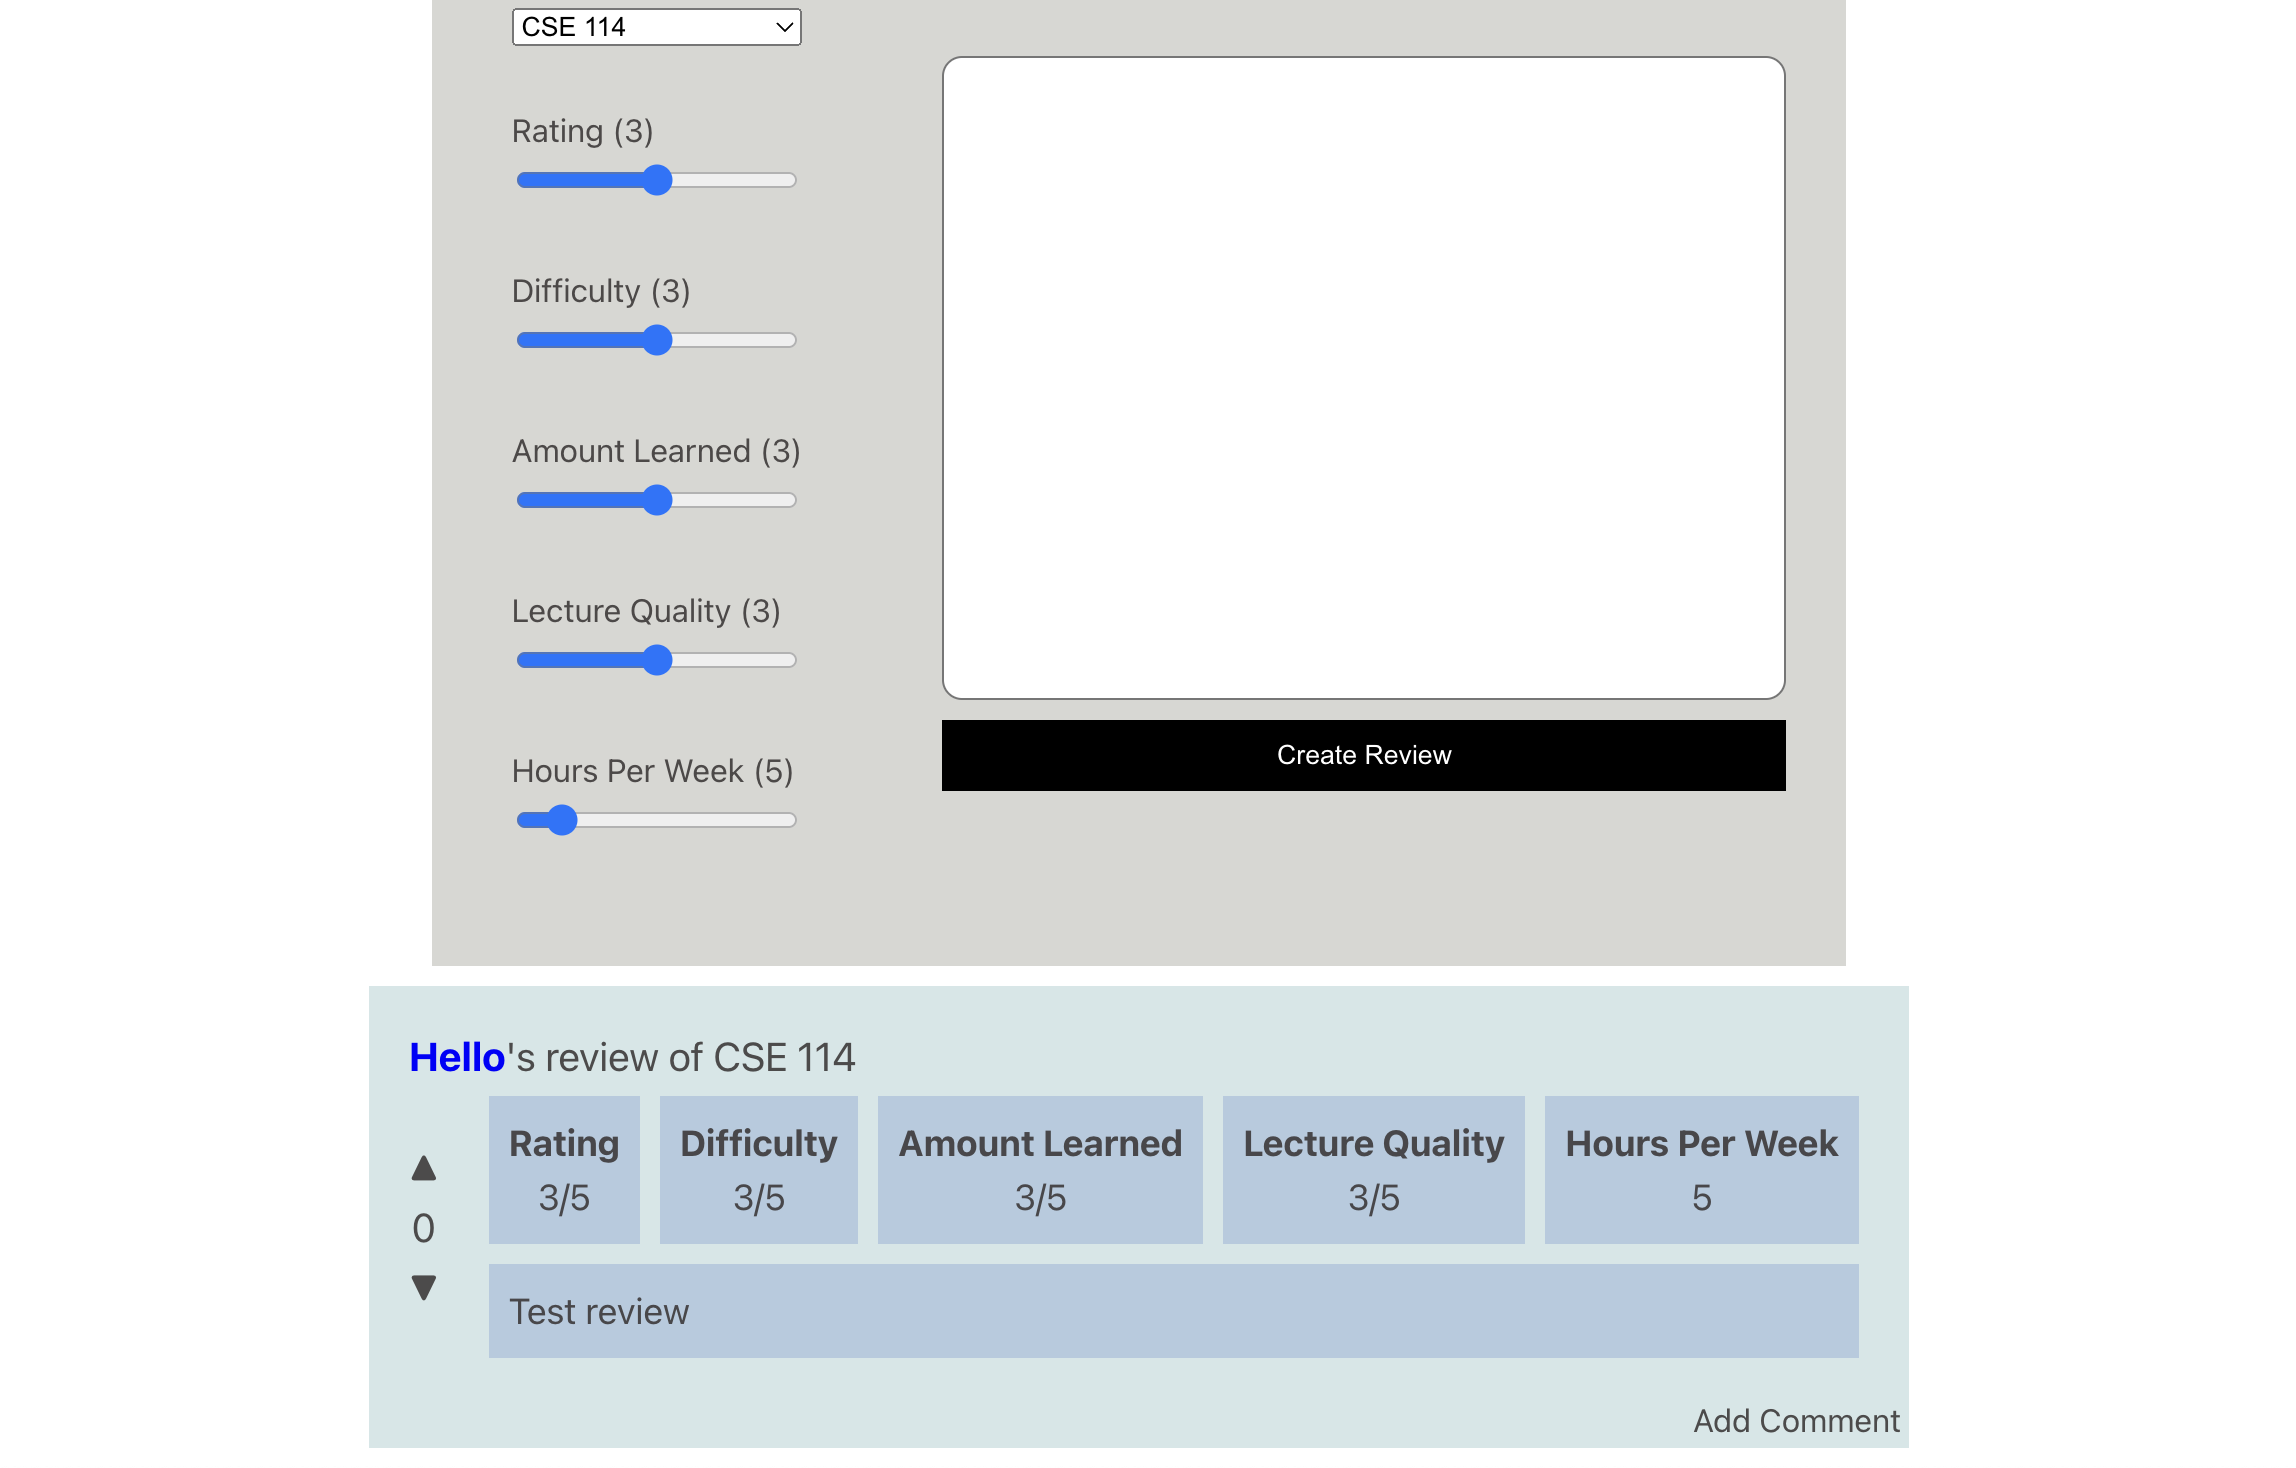 CSE 114
Rating (3)
Difficulty (3)
Amount Learned (3)
Lecture Quality (3)
Hours Per Week (5)
Create Review
Hello's review of CSE 114
Rating Difficulty Amount Learned Lecture Quality Hours Per Week
3/5 3/5 3/5 3/5 5
0
Test review
Add Comment